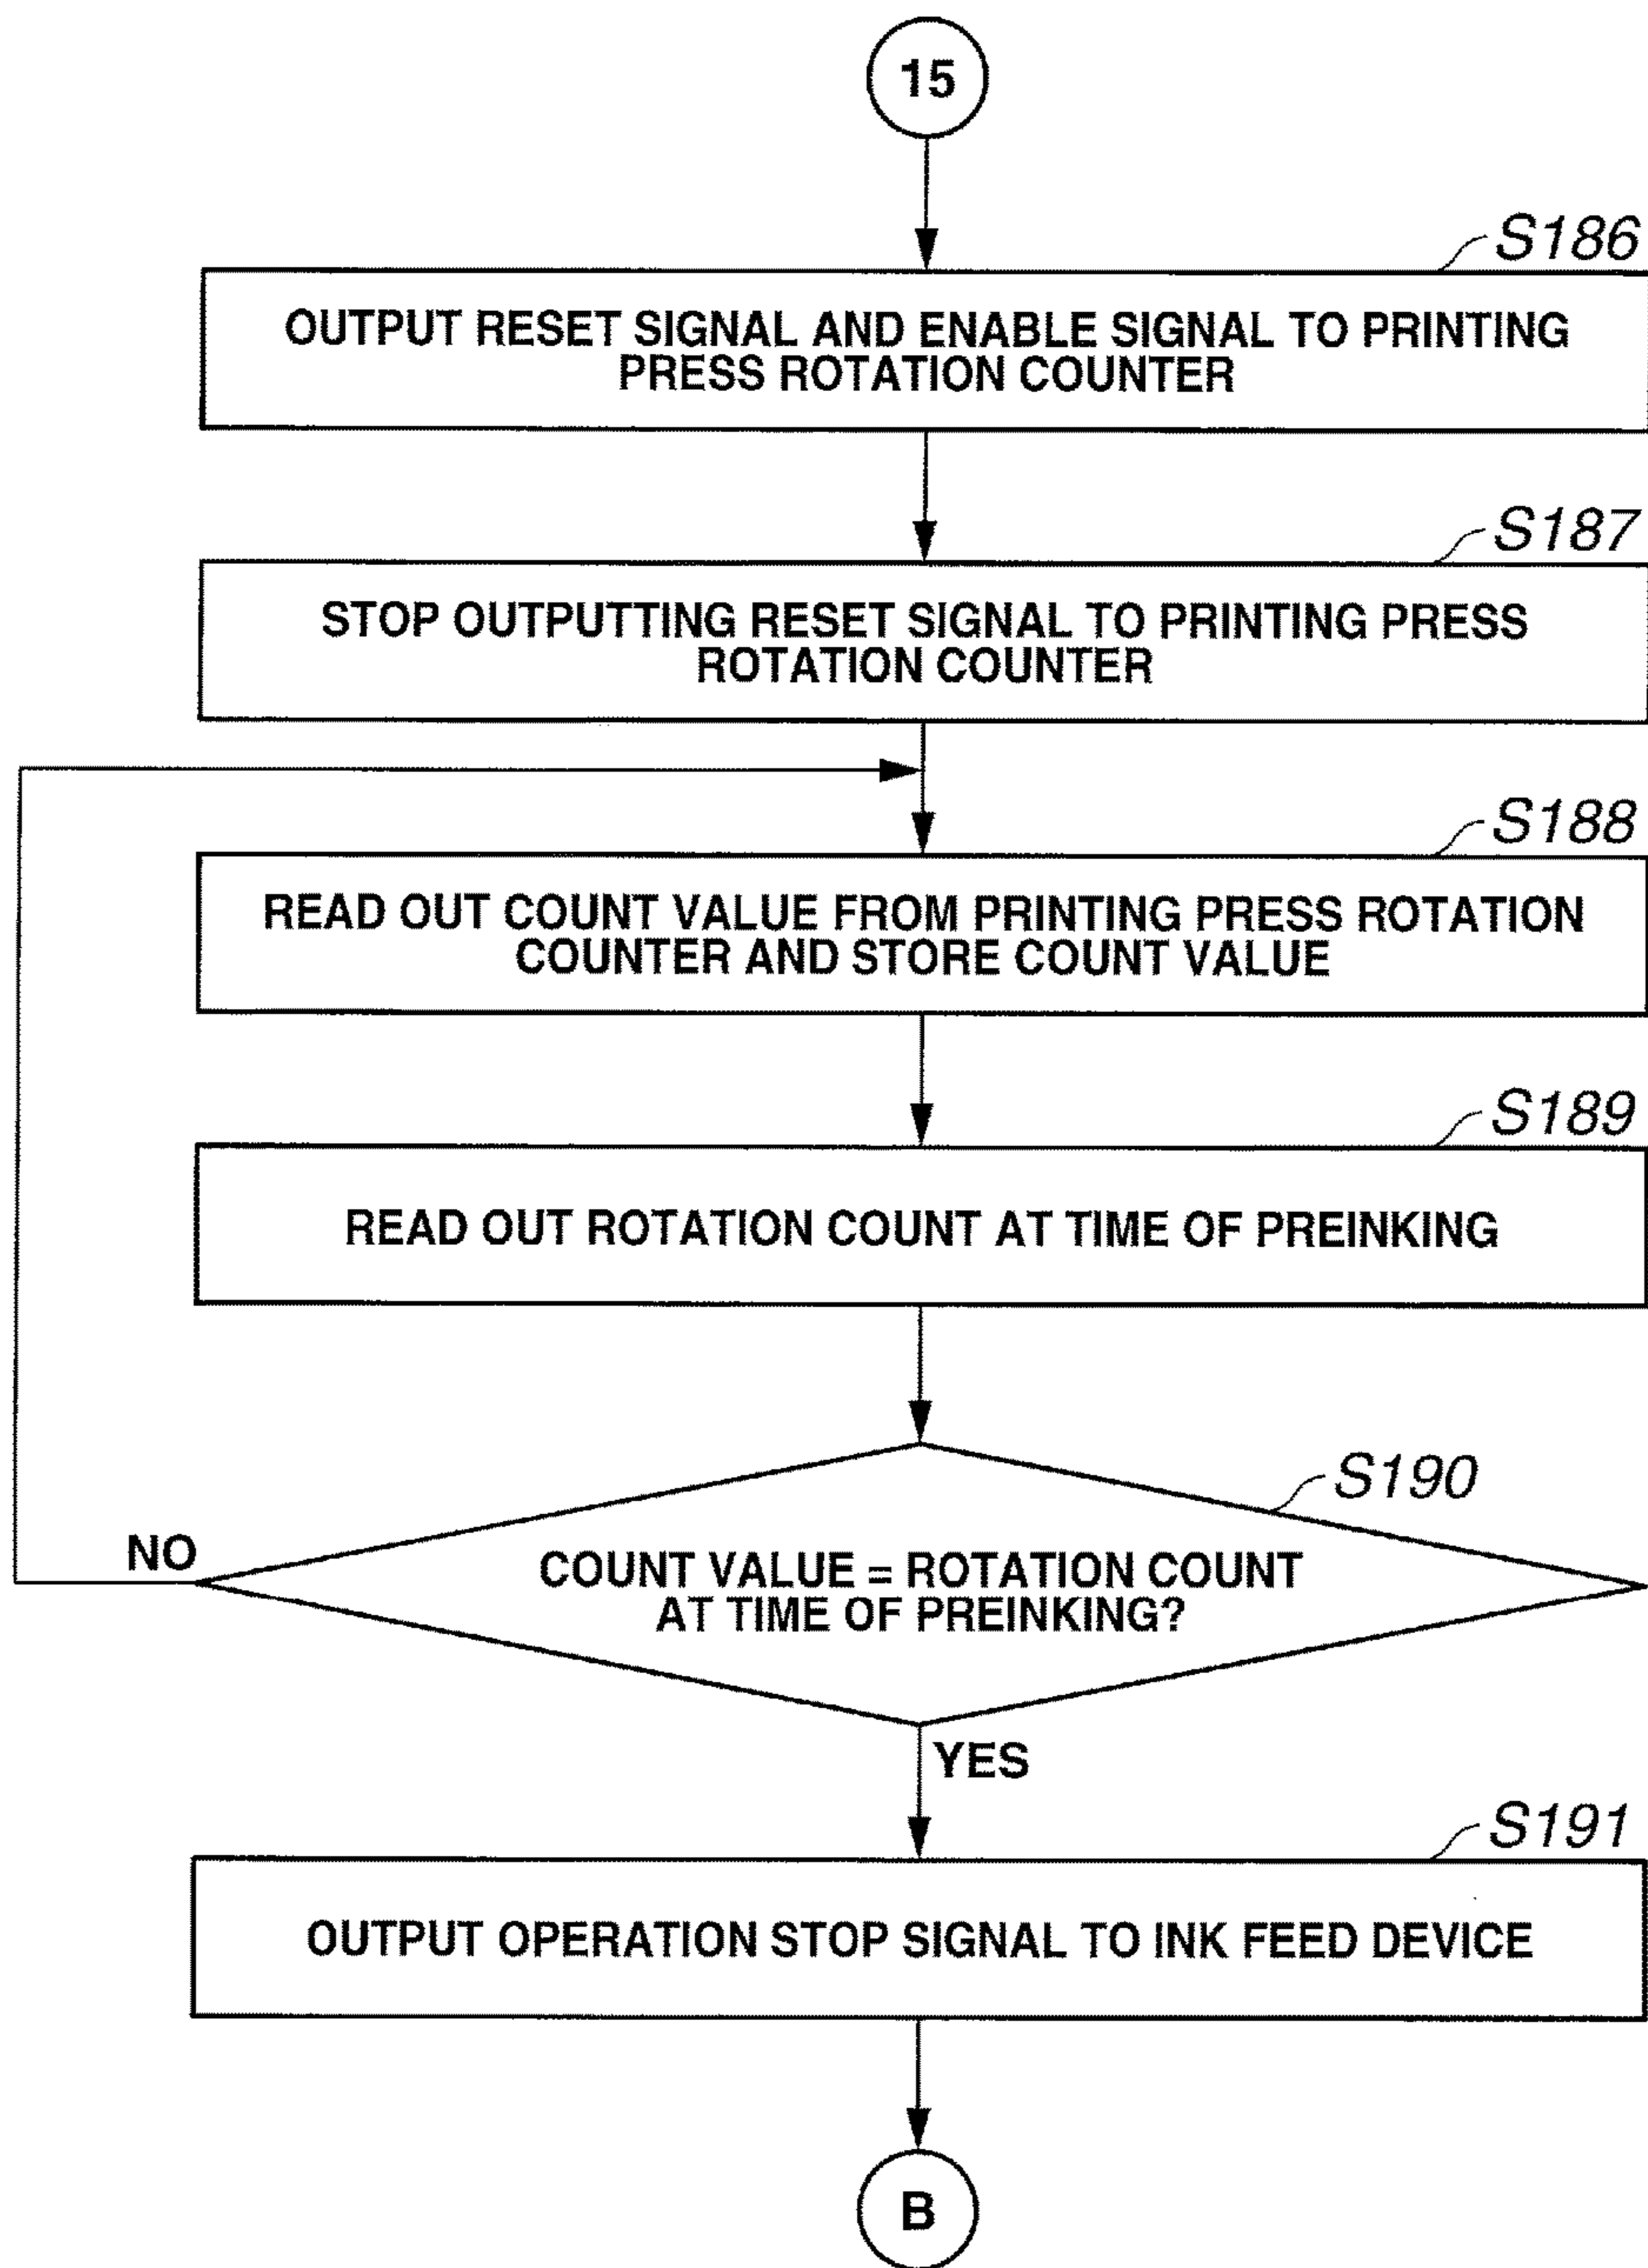 15
S186
OUTPUT RESET SIGNAL AND ENABLE SIGNAL TO PRINTING
PRESS ROTATION COUNTER
S187
STOP OUTPUTTING RESET SIGNAL TO PRINTING PRESS
ROTATION COUNTER
S188
READ OUT COUNT VALUE FROM PRINTING PRESS ROTATION
COUNTER AND STORE COUNT VALUE
S189
READ OUT ROTATION COUNT AT TIME OF PREINKING
S190
NO
COUNT VALUE = ROTATION COUNT
AT TIME OF PREINKING?
YES
S191
OUTPUT OPERATION STOP SIGNAL TO INK FEED DEVICE
B